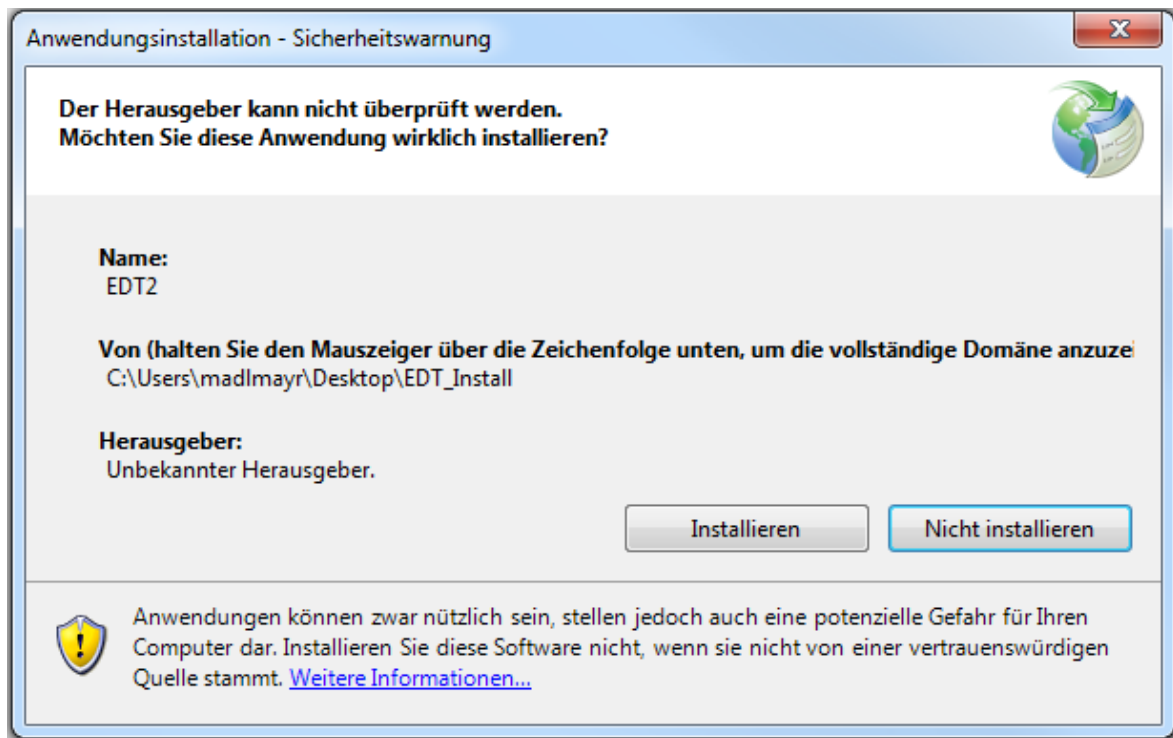 Anwendungsinstallation - Sicherheitswarnung
Der Herausgeber kann nicht überprüft werden.
Möchten Sie diese Anwendung wirklich installieren?
Name:
EDT2
Von (halten Sie den Mauszeiger über die Zeichenfolge unten, um die vollständige Domäne anzuzei
C:\Users\madlmayr\Desktop\EDT_Install
Herausgeber:
Unbekannter Herausgeber.
Installieren
Nicht installieren
Anwendungen können zwar nützlich sein, stellen jedoch auch eine potenzielle Gefahr für Ihren
Computer dar. Installieren Sie diese Software nicht, wenn sie nicht von einer vertrauenswürdigen
Quelle stammt. Weitere Informationen...